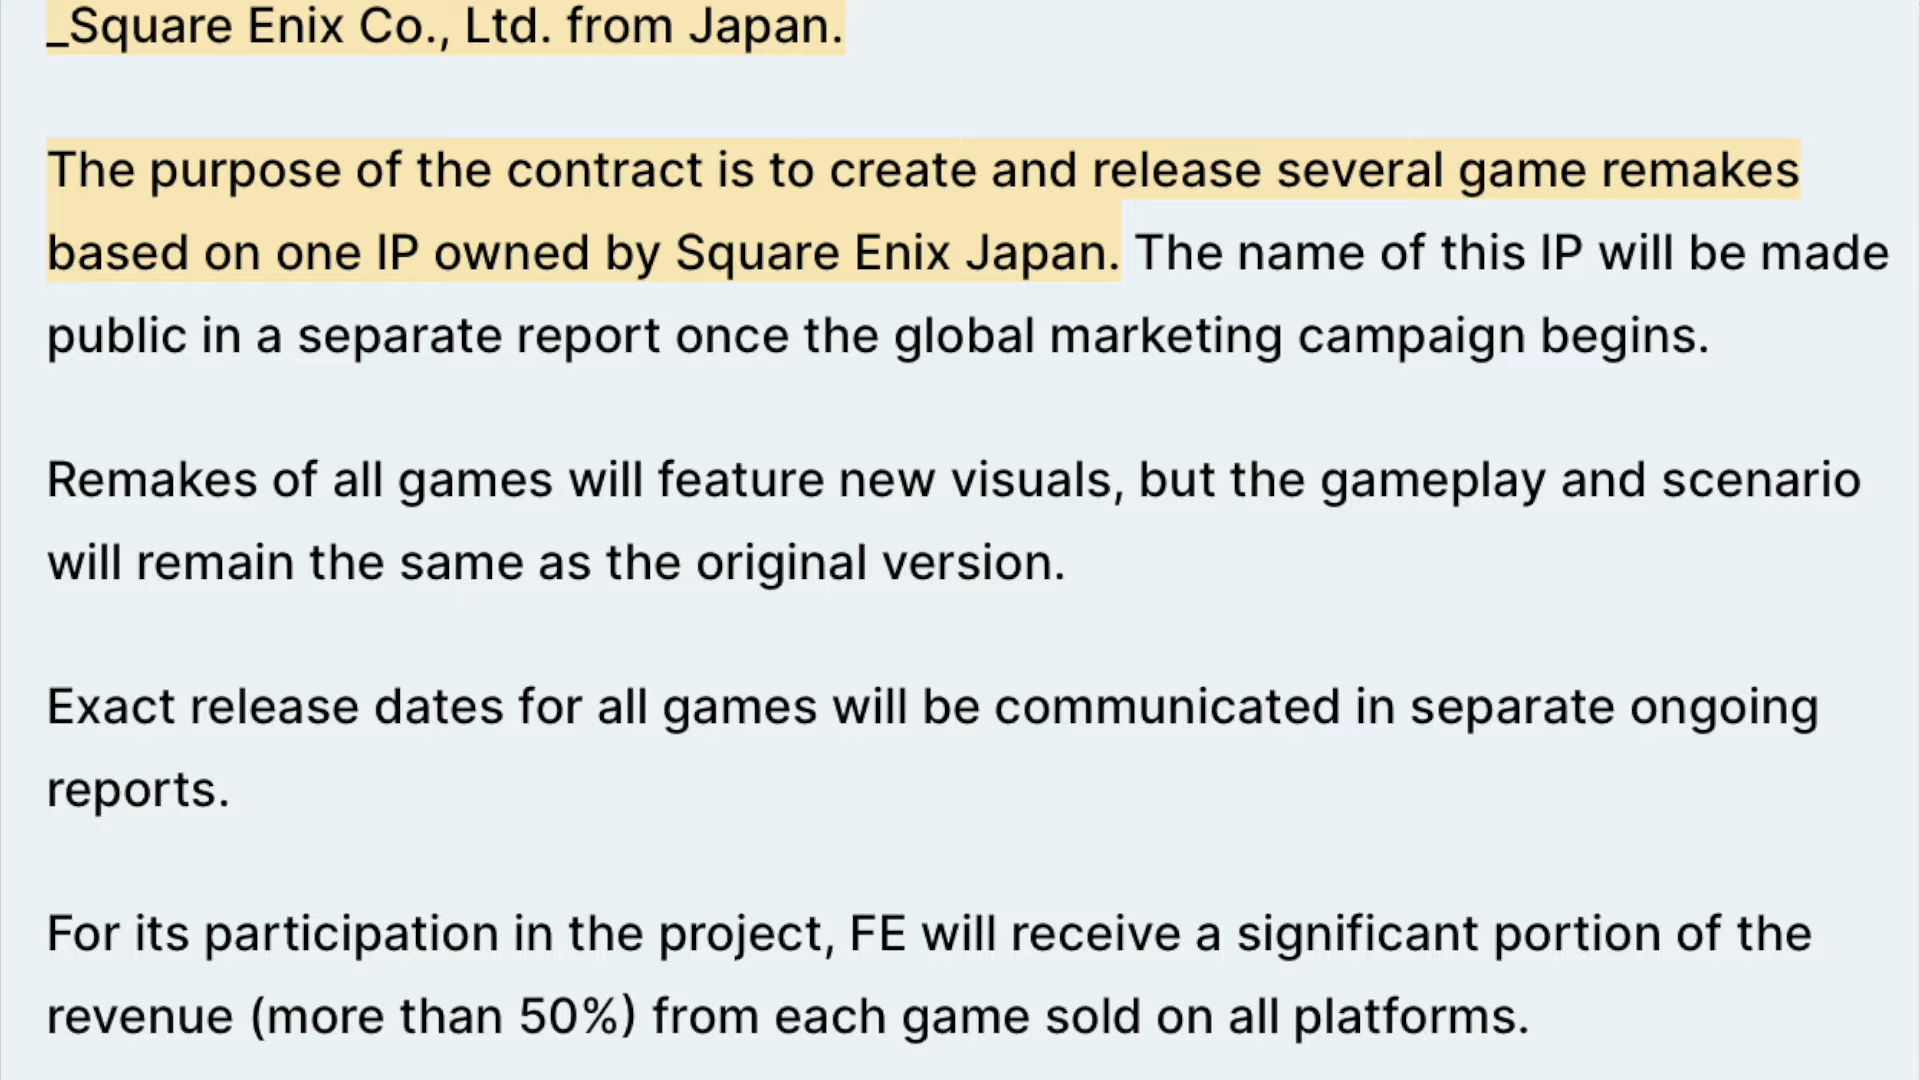 _Square Enix Co., Ltd. from Japan.
The purpose of the contract is to create and release several game remakes
based on one IP owned by Square Enix Japan. The name of this IP will be made
public in a separate report once the global marketing campaign begins.
Remakes of all games will feature new visuals, but the gameplay and scenario
will remain the same as the original version.
Exact release dates for all games will be communicated in separate ongoing
reports.
For its participation in the project, FE will receive a significant portion of the
revenue (more than 50%) from each game sold on all platforms.